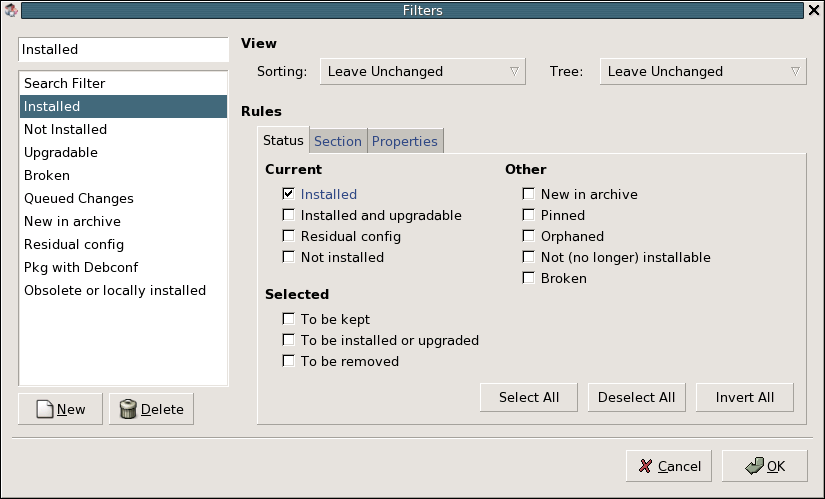 Filters
Installed
Search Filter
Installed
Not Installed
Upgradable
Broken
Queued Changes
New in archive
Residual config
Pkg with Debconf
Obsolete or locally installed
New Delete
View
Sorting: Leave Unchanged Tree: Leave Unchanged
Rules
Status Section Properties
Current
Installed
Installed and upgradable
Residual config
Not installed
Other
New in archive
Pinned
Orphaned
Not (no longer) installable
Broken
Selected
To be kept
To be installed or upgraded
To be removed
Select All Deselect All Invert All
Cancel OK